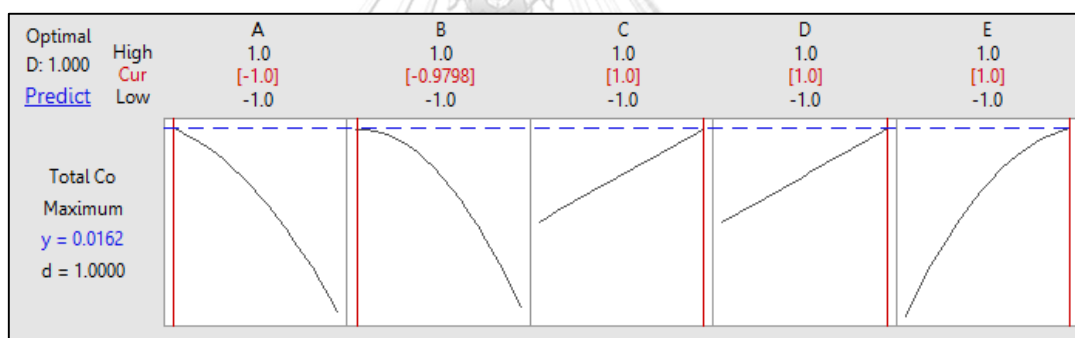 Optimal
D: 1.000
Predict
High
Cur
Low
A
1.0
[-1.0]
-1.0
B
1.0
[-0.9798]
-1.0
C
1.0
[1.0]
-1.0
D
1.0
[1.0]
-1.0
E
1.0
[1.0]
-1.0
Total Co
Maximum
y = 0.0162
d = 1.0000